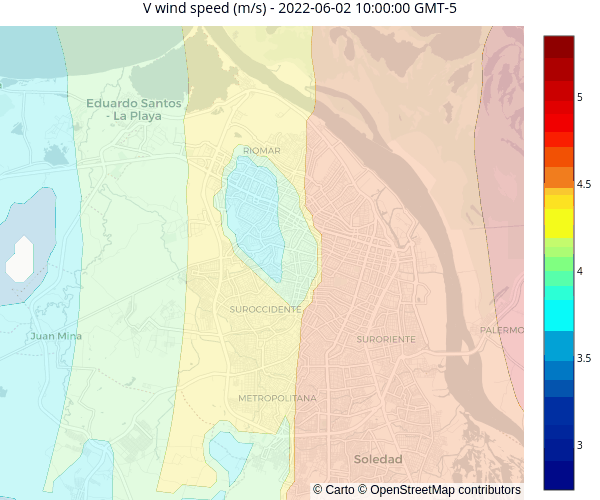 V wind speed (m/s) - 2022-06-02 10:00:00 GMT-5
Eduardo Santos
- La Playa
RIOMAR
SUROCCIDENTE
Juan Mina
SURORIENTE
PALERMO
METROPOLITANA
Soledad
© Carto © OpenStreetMap contributors
5
4.5
4
3.5
3